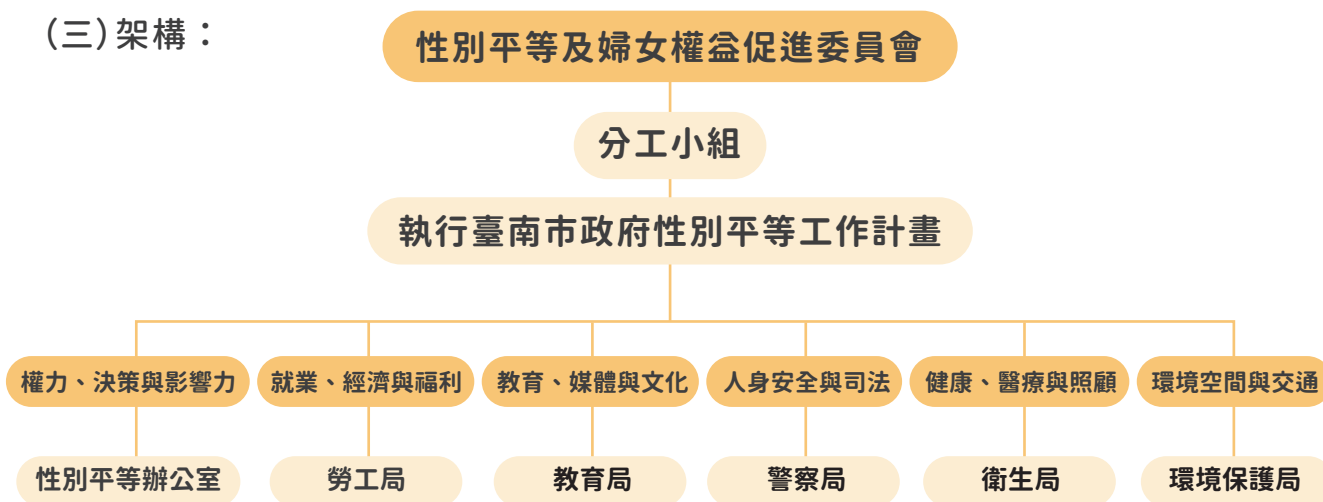 (三)架構：
性別平等及婦女權益促進委員會
分工小組
執行臺南市政府性別平等工作計畫
權力、決策與影響力
就業、經濟與福利
教育、媒體與文化
人身安全與司法
健康、醫療與照顧
環境空間與交通
性別平等辦公室
勞工局
教育局
警察局
衛生局
環境保護局